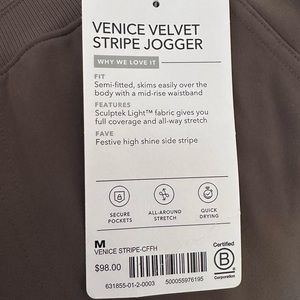 VENICE VELVET
STRIPE JOGGER
WHY WE LOVE IT
FIT
Semi-fitted, skims easily over the
body with a mid-rise waistband
FEATURES
Sculptek Light™ fabric gives you
full coverage and all-way stretch
FAVE
Festive high shine side stripe
SECURE
POCKETS
ALL-AROUND
STRETCH
QUICK
DRYING
M
VENICE STRIPE-CFFH
$98.00
631855-01-2-0003
500055976195
Certified
B
Corporation